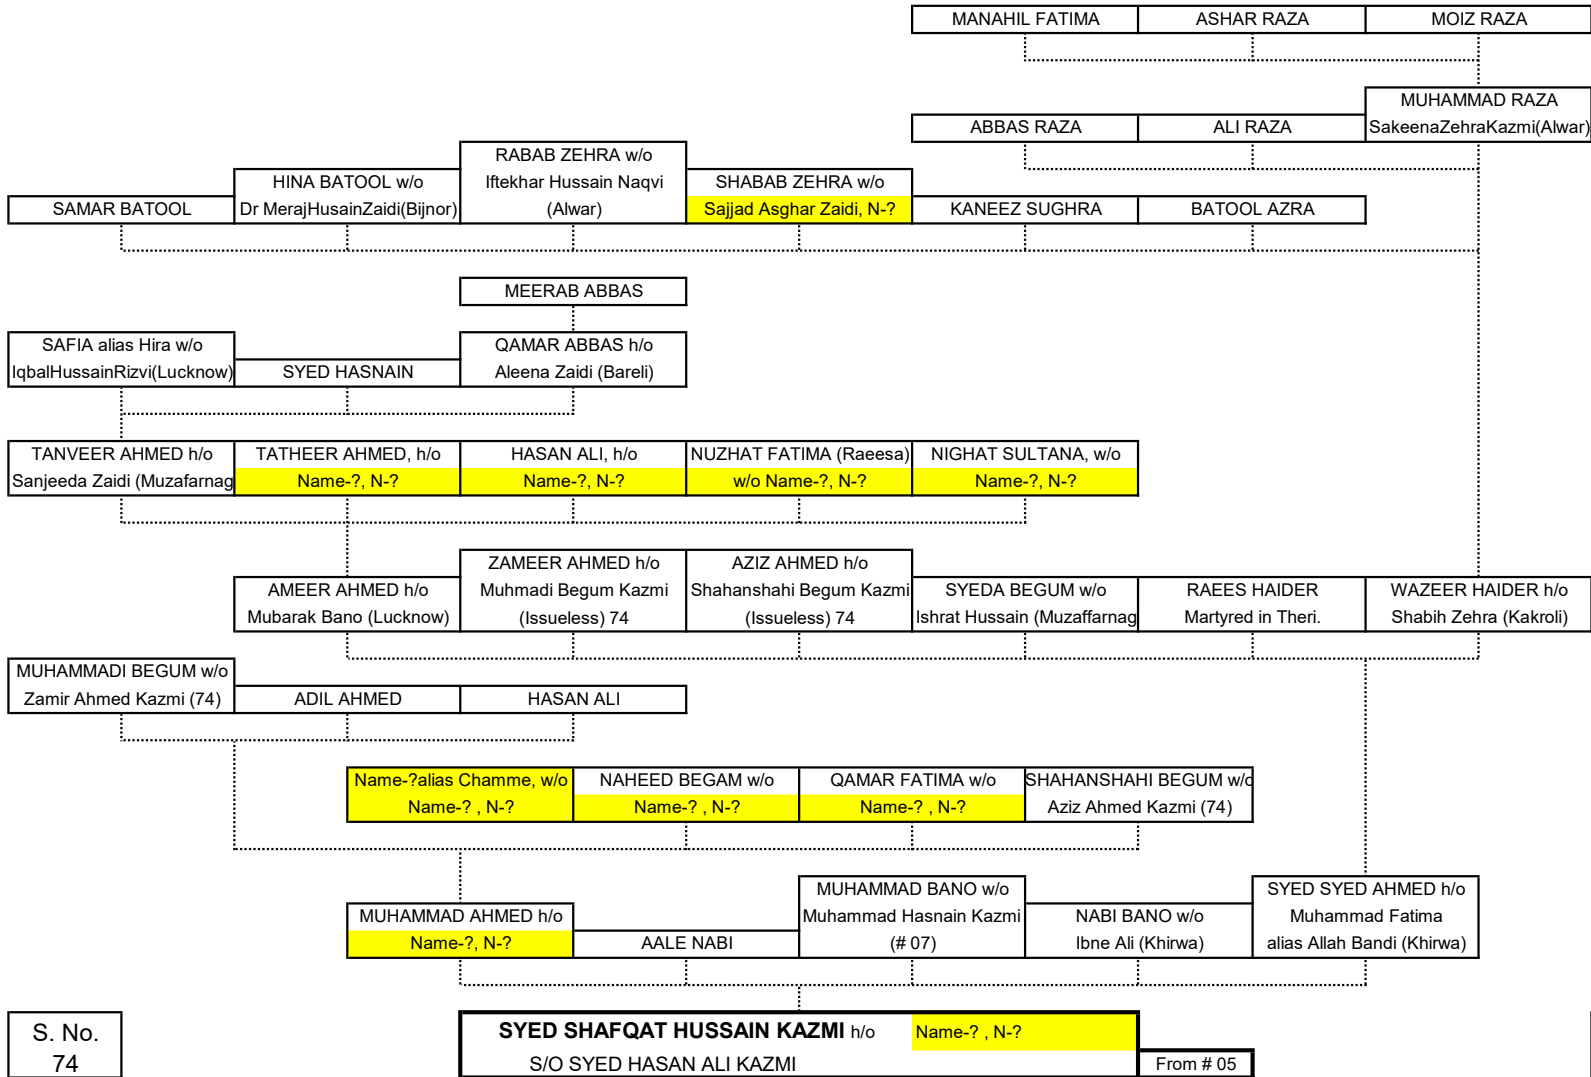 MANAHIL FATIMA
ASHAR RAZA
MOIZ RAZA
ABBAS RAZA
ALI RAZA
MUHAMMAD RAZA
SakeenaZehraKazmi(Alwar)
SAMAR BATOOL
HINA BATOOL w/o
Dr MerajHusainZaidi(Bijnor)
RABAB ZEHRA w/o
Iftekhar Hussain Naqvi
(Alwar)
SHABAB ZEHRA w/o
Sajjad Asghar Zaidi, N-?
KANEEZ SUGHRA
BATOOL AZRA
MEERAB ABBAS
SAFIA alias Hira w/o
IqbalHussainRizvi(Lucknow)
SYED HASNAIN
QAMAR ABBAS h/o
Aleena Zaidi (Bareli)
TANVEER AHMED h/o
Sanjeeda Zaidi (Muzafarnag
TATHEER AHMED, h/o
Name-?, N-?
HASAN ALI, h/o
Name-?, N-?
NUZHAT FATIMA (Raeesa)
w/o Name-?, N-?
NIGHAT SULTANA, w/o
Name-?, N-?
AMEER AHMED h/o
Mubarak Bano (Lucknow)
ZAMEER AHMED h/o
Muhmadi Begum Kazmi
(Issueless) 74
AZIZ AHMED h/o
Shahanshahi Begum Kazmi
(Issueless) 74
SYEDA BEGUM w/o
Ishrat Hussain (Muzaffarnag
RAEES HAIDER
Martyred in Theri.
WAZEER HAIDER h/o
Shabih Zehra (Kakroli)
MUHAMMADI BEGUM w/o
Zamir Ahmed Kazmi (74)
ADIL AHMED
HASAN ALI
Name-?alias Chamme, w/o
Name-? , N-?
NAHEED BEGAM w/o
Name-? , N-?
QAMAR FATIMA w/o
Name-? , N-?
SHAHANSHAHI BEGUM w/o
Aziz Ahmed Kazmi (74)
MUHAMMAD AHMED h/o
Name-?, N-?
AALE NABI
MUHAMMAD BANO w/o
Muhammad Hasnain Kazmi
(# 07)
NABI BANO w/o
Ibne Ali (Khirwa)
SYED SYED AHMED h/o
Muhammad Fatima
alias Allah Bandi (Khirwa)
S. No.
74
SYED SHAFQAT HUSSAIN KAZMI h/o Name-? , N-?
S/O SYED HASAN ALI KAZMI
From # 05